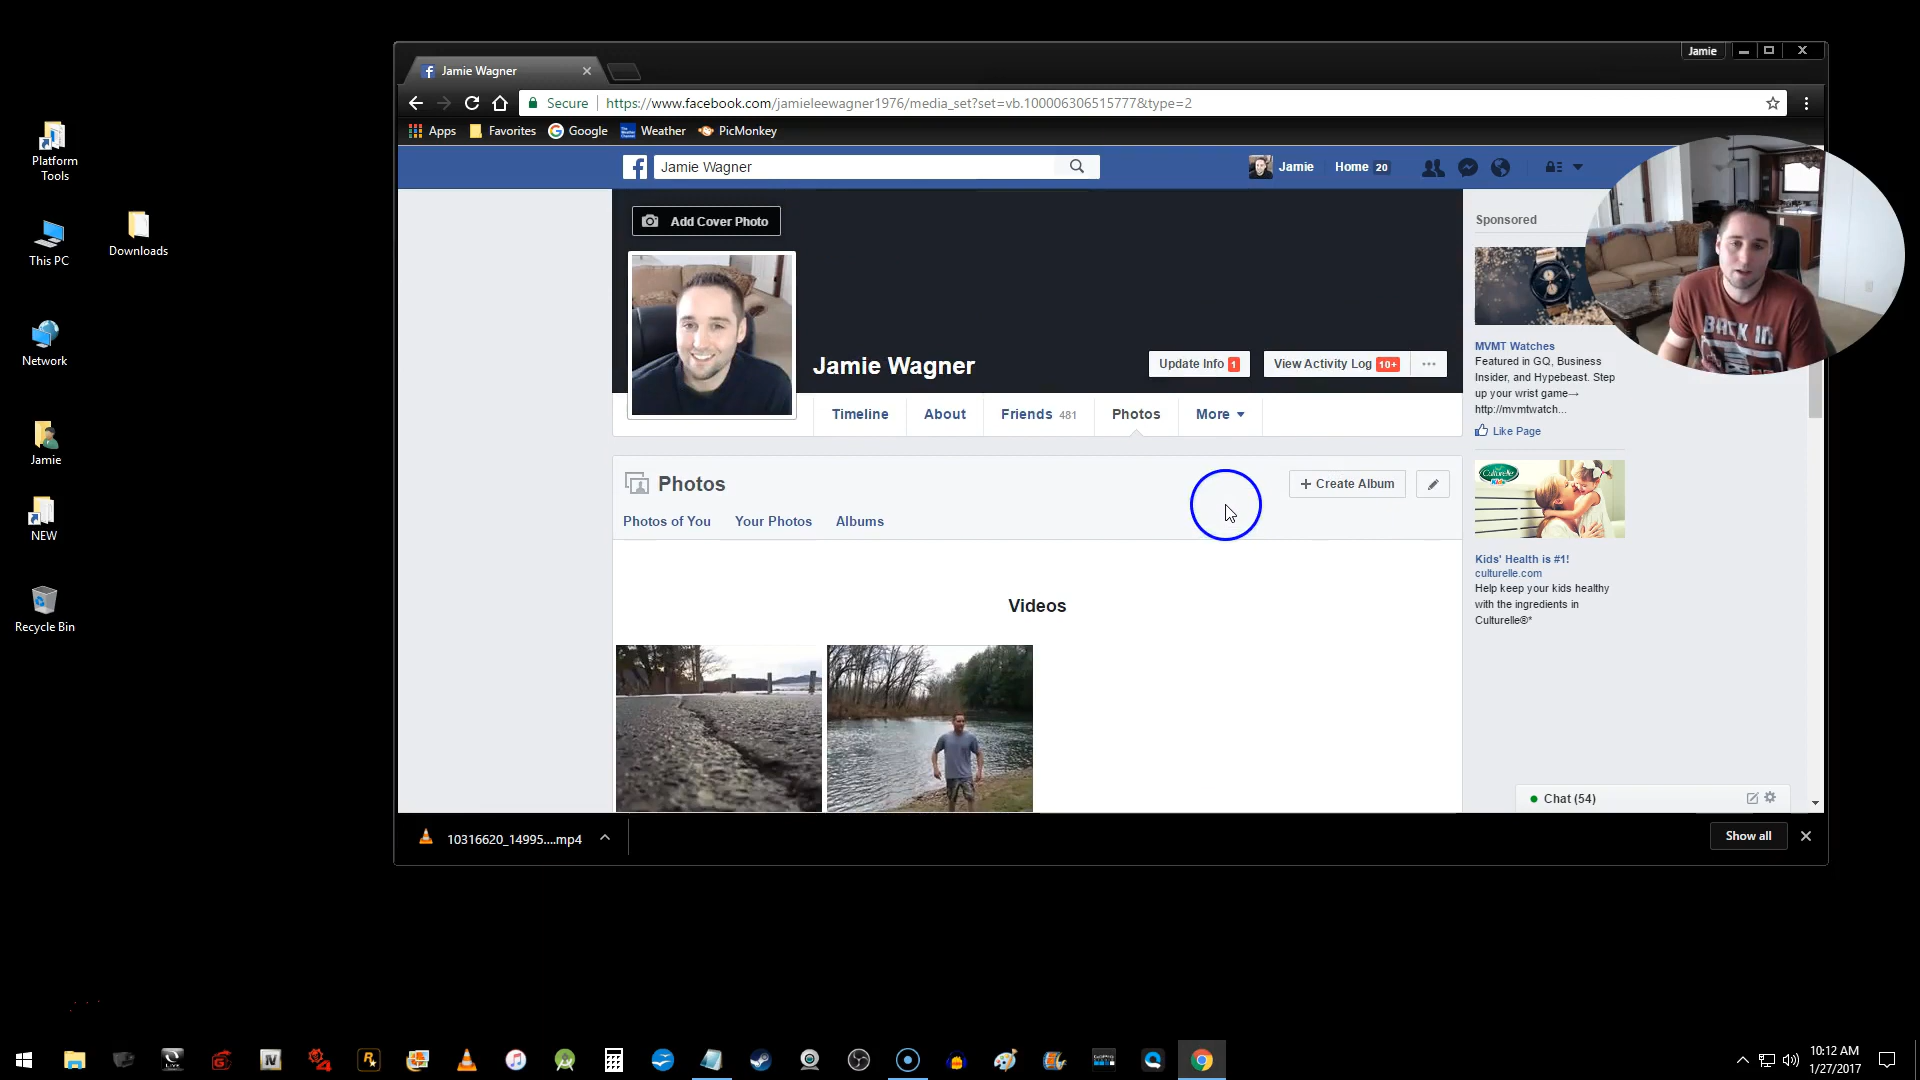 Jamie
Jamie Wagner
Secure
https://www.facebook.com/jamieleewagner1976/media_set?set=vb.100006306515777&type=2
Apps
Favorites
Google
Weather
PicMonkey
Jamie Wagner
Jamie
Home 20
Add Cover Photo
Jamie Wagner
Update Info 1
View Activity Log 10+
Timeline
About
Friends 481
Photos
More
Photos
+ Create Album
Photos of You
Your Photos
Albums
Videos
Sponsored
MVMT Watches
Featured in GQ, Business
Insider, and Hypebeast. Step
up your wrist game→
http://mvmtwatch...
Like Page
Culturelle
Kids' Health is #1!
culturelle.com
Help keep your kids healthy
with the ingredients in
Culturelle®*
BACK IN
Chat (54)
10316620_14995....mp4
Show all
Platform
Tools
This PC
Downloads
Network
Jamie
NEW
Recycle Bin
10:12 AM
1/27/2017